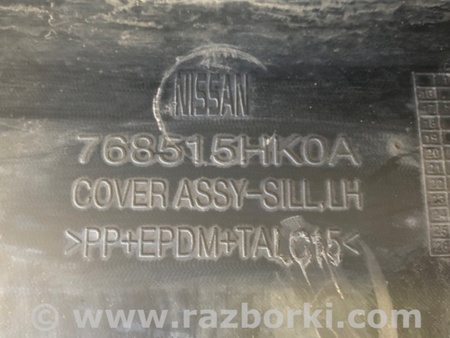 NISSAN
768515HK0A
COVER ASSY-SILL,LH
>PP+EPDM+TALC15<
© www.razborki.com